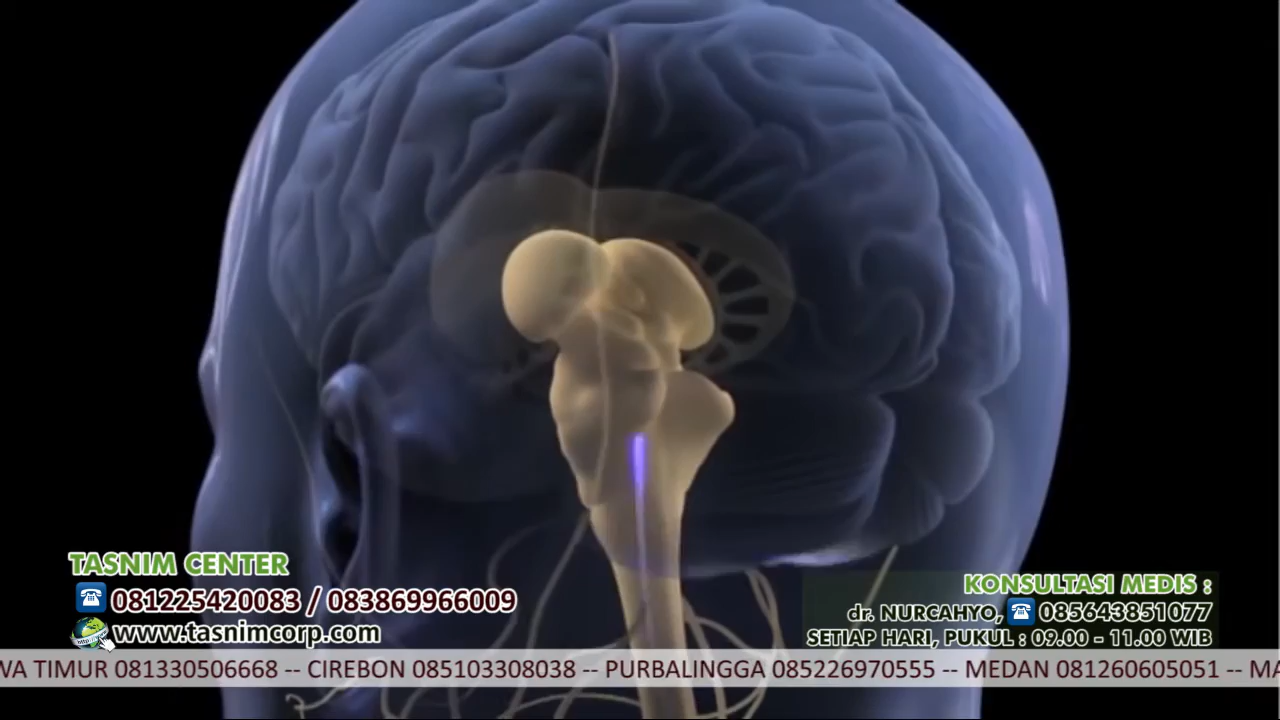 TASNIM CENTER
081225420083 / 083869966009
www.tasnimcorp.com
KONSULTASI MEDIS :
dr. NURCAHYO, 085643851077
SETIAP HARI, PUKUL : 09.00 - 11.00 WIB
WA TIMUR 081330506668 -- CIREBON 085103308038 -- PURBALINGGA 085226970555 -- MEDAN 081260605051 -- MA